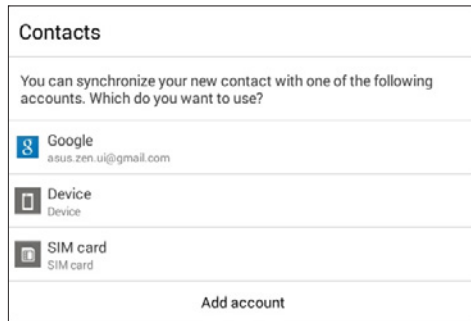 Contacts
You can synchronize your new contact with one of the following
accounts. Which do you want to use?
8 Google
asus.zen.ui@gmail.com
Device
Device
SIM card
SIM card
Add account